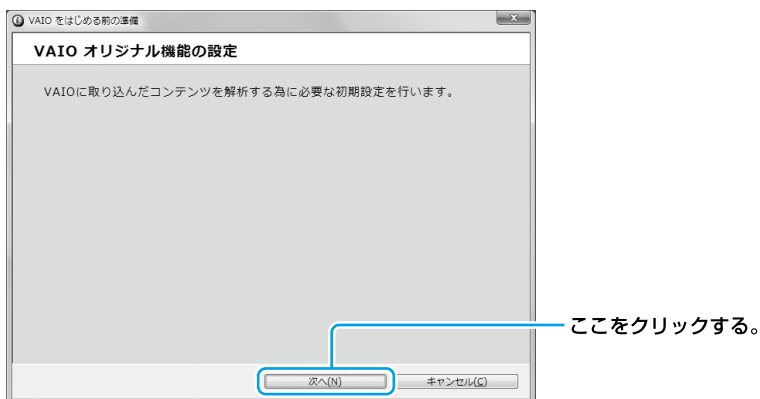 VAIO をはじめる前の準備
VAIO オリジナル機能の設定
VAIOに取り込んだコンテンツを解析する為に必要な初期設定を行います。
ここをクリックする。
次へ(N)
キャンセル(C)